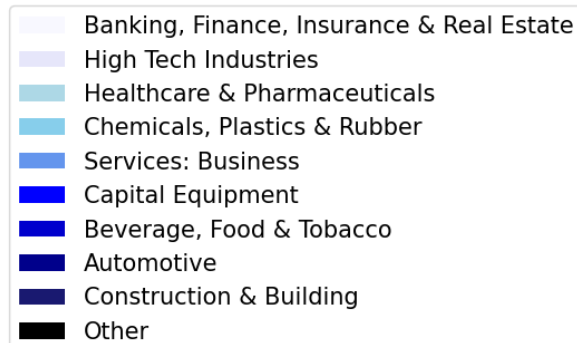 Banking, Finance, Insurance & Real Estate
High Tech Industries
Healthcare & Pharmaceuticals
Chemicals, Plastics & Rubber
Services: Business
Capital Equipment
Beverage, Food & Tobacco
Automotive
Construction & Building
Other